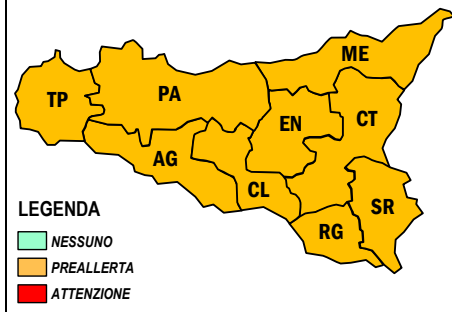 ME
TP
PA
EN
CT
AG
CL
SR
RG
LEGENDA
NESSUNO
PREALLERTA
ATTENZIONE